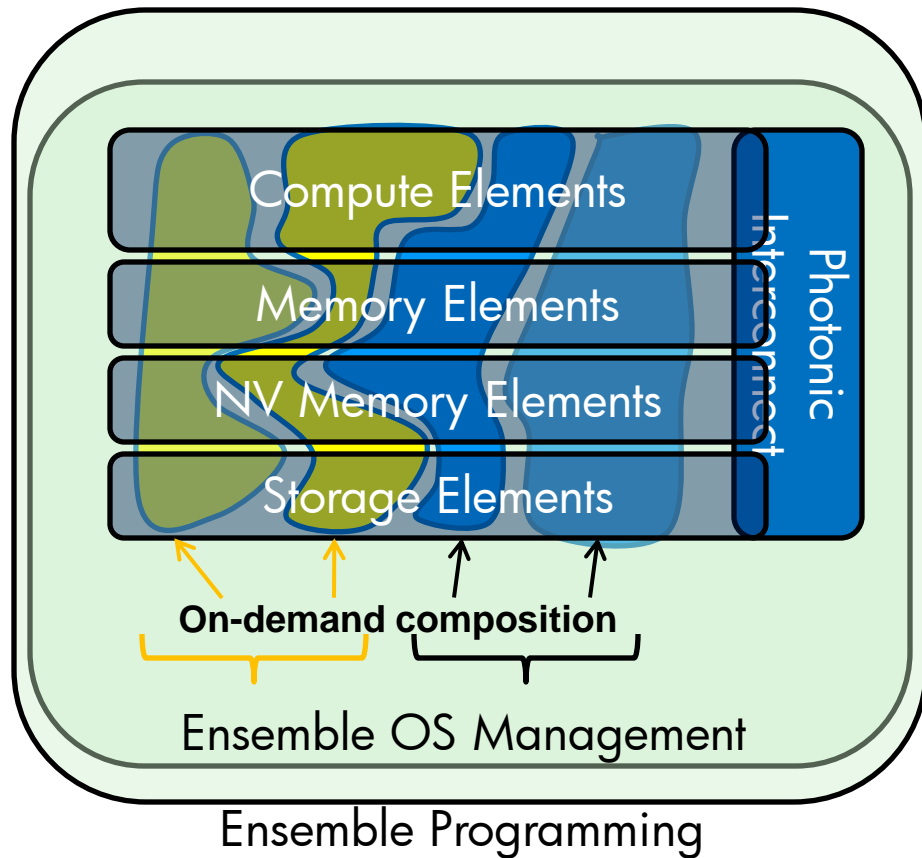 Compute Elements
Memory Elements
NV Memory Elements
Storage Elements
Photonic
Interconnect
On-demand composition
Ensemble OS Management
Ensemble Programming